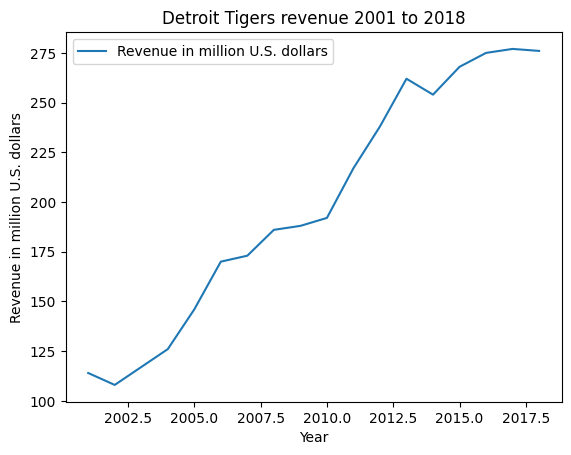 Detroit Tigers revenue 2001 to 2018
Revenue in million U.S. dollars
Revenue in million U.S. dollars
275
250
225
200
175
150
125
100
2002.5 2005.0 2007.5 2010.0 2012.5 2015.0 2017.5
Year